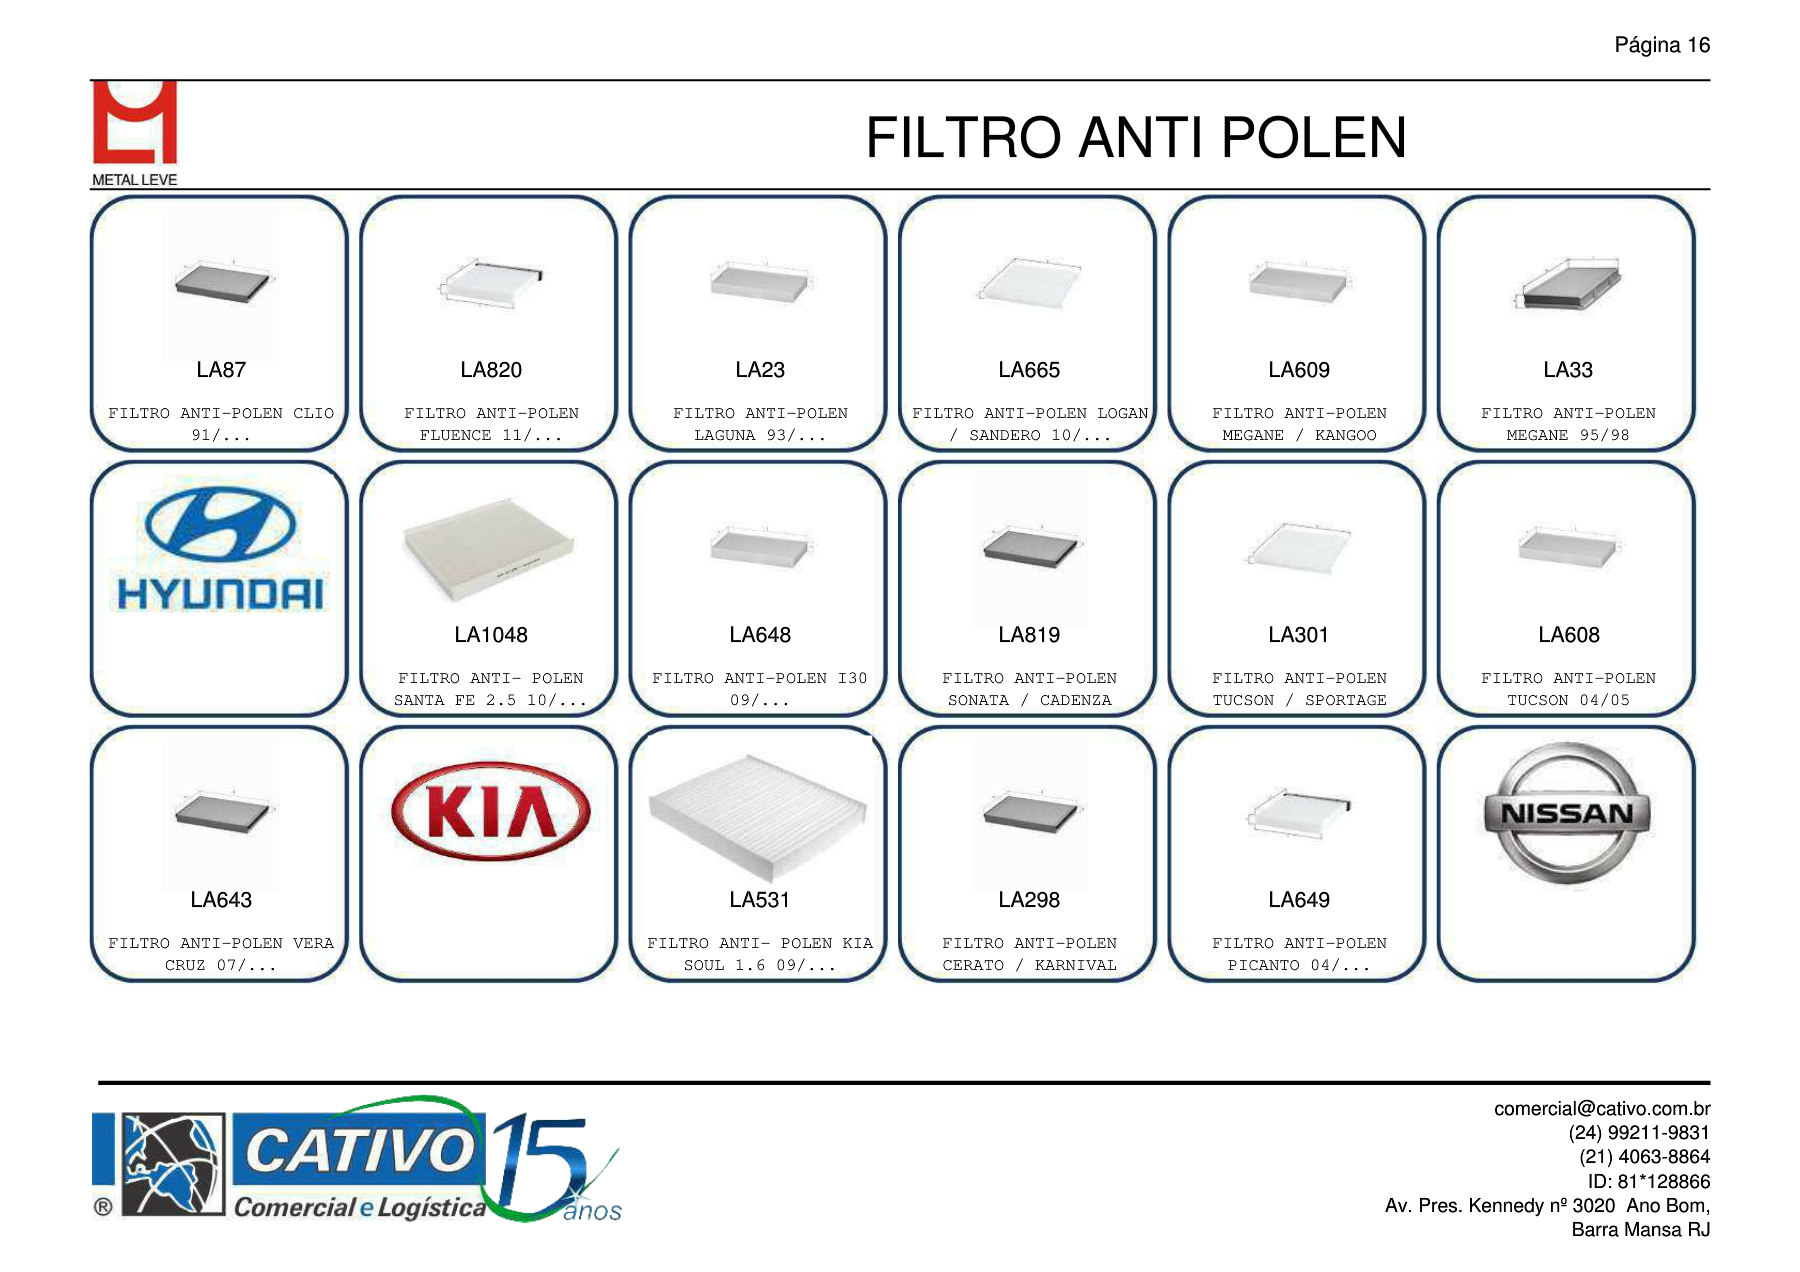 Página 16
METAL LEVE
FILTRO ANTI POLEN
LA87
FILTRO ANTI-POLEN CLIO
91/...
LA820
FILTRO ANTI-POLEN
FLUENCE 11/...
LA23
FILTRO ANTI-POLEN
LAGUNA 93/...
LA665
FILTRO ANTI-POLEN LOGAN
/ SANDERO 10/...
LA609
FILTRO ANTI-POLEN
MEGANE / KANGOO
LA33
FILTRO ANTI-POLEN
MEGANE 95/98
HYUNDAI
LA1048
FILTRO ANTI- POLEN
SANTA FE 2.5 10/...
LA648
FILTRO ANTI-POLEN I30
09/...
LA819
FILTRO ANTI-POLEN
SONATA / CADENZA
LA301
FILTRO ANTI-POLEN
TUCSON / SPORTAGE
LA608
FILTRO ANTI-POLEN
TUCSON 04/05
LA643
FILTRO ANTI-POLEN VERA
CRUZ 07/...
KIA
LA531
FILTRO ANTI- POLEN KIA
SOUL 1.6 09/...
LA298
FILTRO ANTI-POLEN
CERATO / KARNIVAL
LA649
FILTRO ANTI-POLEN
PICANTO 04/...
NISSAN
CATIVO
Comercial e Logística
®
15
anos
comercial@cativo.com.br
(24) 99211-9831
(21) 4063-8864
ID: 81*128866
Av. Pres. Kennedy nº 3020  Ano Bom,
Barra Mansa RJ